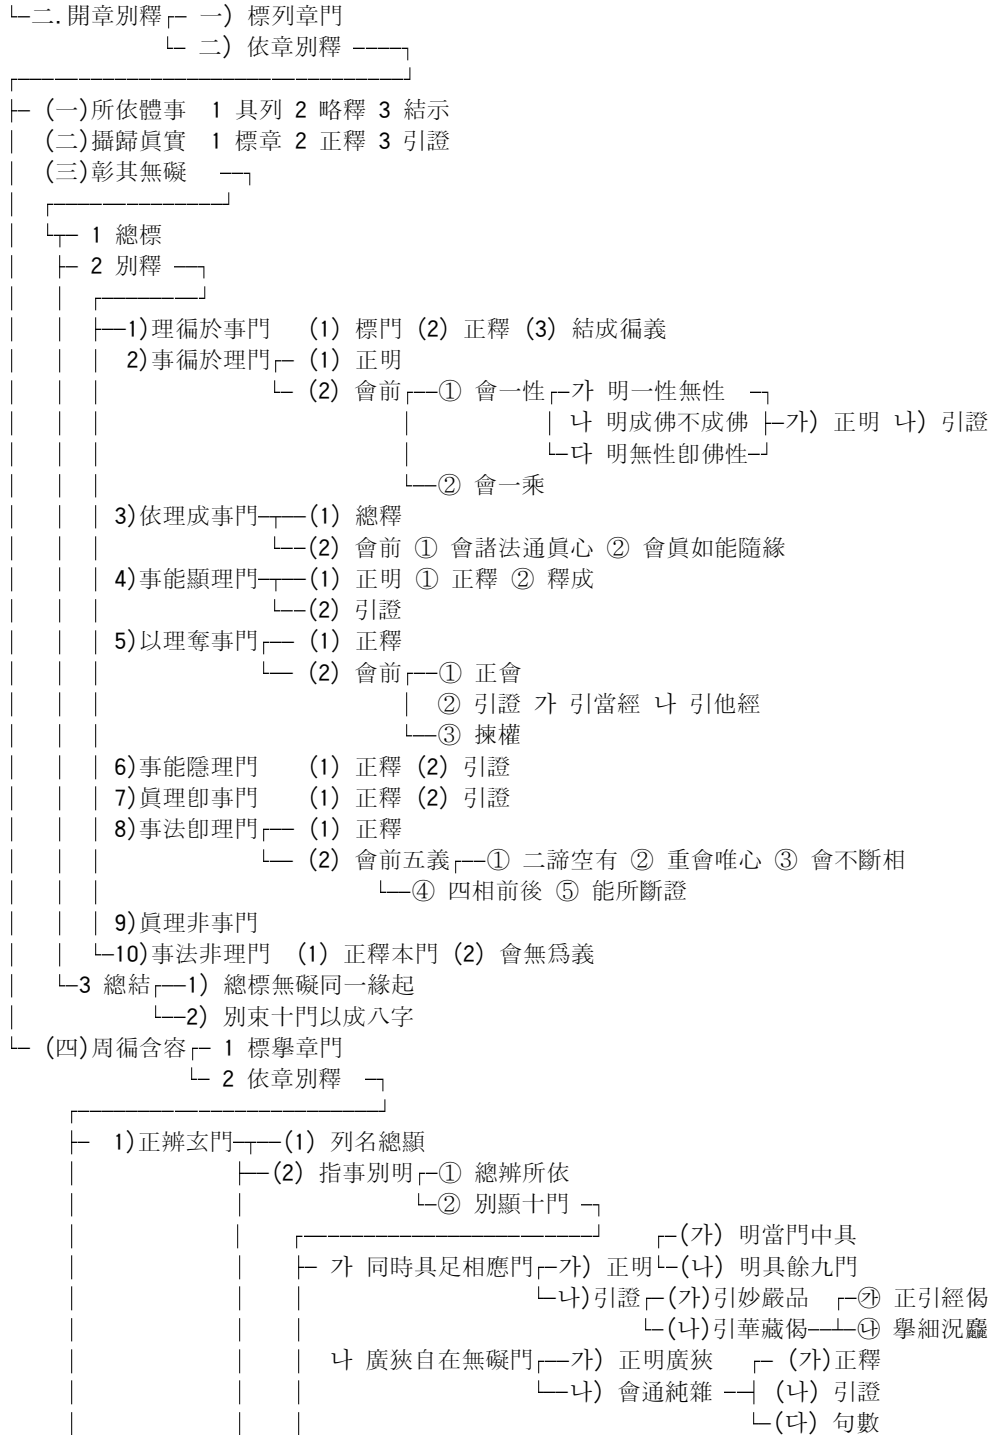 二. 開章別釋 一) 標列章門
二) 依章別釋
(一)所依體事 1 具列 2 略釋 3 結示
(二)攝歸眞實 1 標章 2 正釋 3 引證
(三)彰其無礙
1 總標
2 別釋
1)理徧於事門 (1) 標門 (2) 正釋 (3) 結成徧義
2)事徧於理門 (1) 正明
(2) 會前 ① 會一性 가 明一性無性
나 明成佛不成佛 가) 正明 나) 引證
다 明無性卽佛性
② 會一乘
3)依理成事門 (1) 總釋
(2) 會前 ① 會諸法通眞心 ② 會眞如能隨緣
4)事能顯理門 (1) 正明 ① 正釋 ② 釋成
(2) 引證
5)以理奪事門 (1) 正釋
(2) 會前 ① 正會
② 引證 가 引當經 나 引他經
③ 揀權
6)事能隱理門 (1) 正釋 (2) 引證
7)眞理卽事門 (1) 正釋 (2) 引證
8)事法卽理門 (1) 正釋
(2) 會前五義 ① 二諦空有 ② 重會唯心 ③ 會不斷相
④ 四相前後 ⑤ 能所斷證
9)眞理非事門
10)事法非理門 (1) 正釋本門 (2) 會無爲義
3 總結 1) 總標無礙同一緣起
2) 別束十門以成八字
(四)周徧含容 1 標擧章門
2 依章別釋
1)正辨玄門 (1) 列名總顯
(2) 指事別明 ① 總辨所依
② 別顯十門
(가) 明當門中具
가 同時具足相應門 가) 正明 (나) 明具餘九門
나)引證 (가)引妙嚴品 ㉮ 正引經偈
(나)引華藏偈 ㉯ 擧細況麤
나 廣狹自在無礙門 가) 正明廣狹 (가)正釋
나) 會通純雜 (나) 引證
(다) 句數